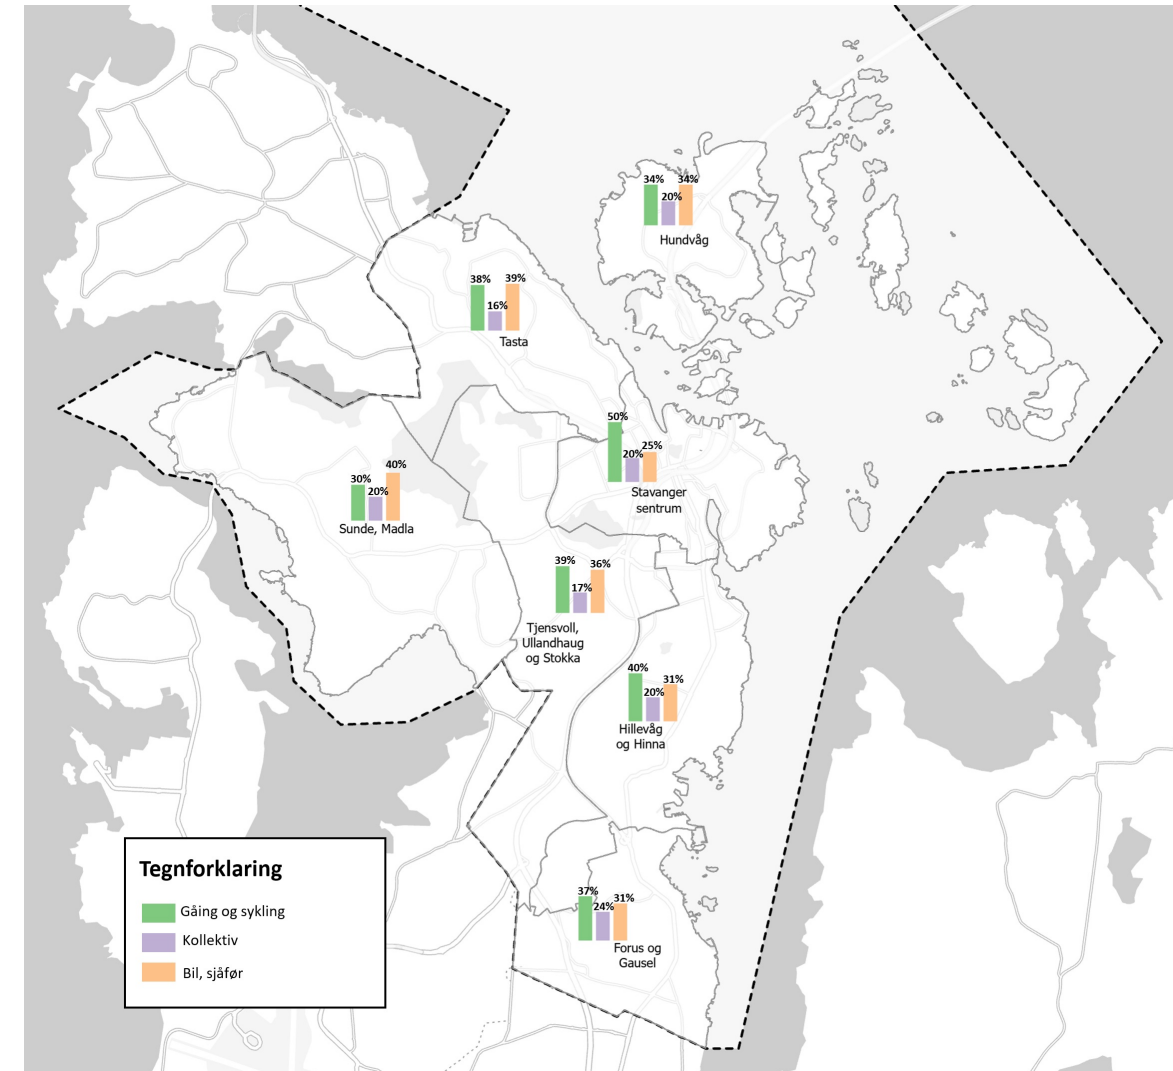 34%
20%
34%
Hundvåg
38%
16%
39%
Tasta
50%
20%
25%
Stavanger
sentrum
30%
20%
40%
Sunde, Madla
39%
17%
36%
Tjensvoll,
Ullandhaug
og Stokka
40%
20%
31%
Hillevåg
og Hinna
37%
24%
31%
Forus og
Gausel
Tegnforklaring
Gåing og sykling
Kollektiv
Bil, sjåfør